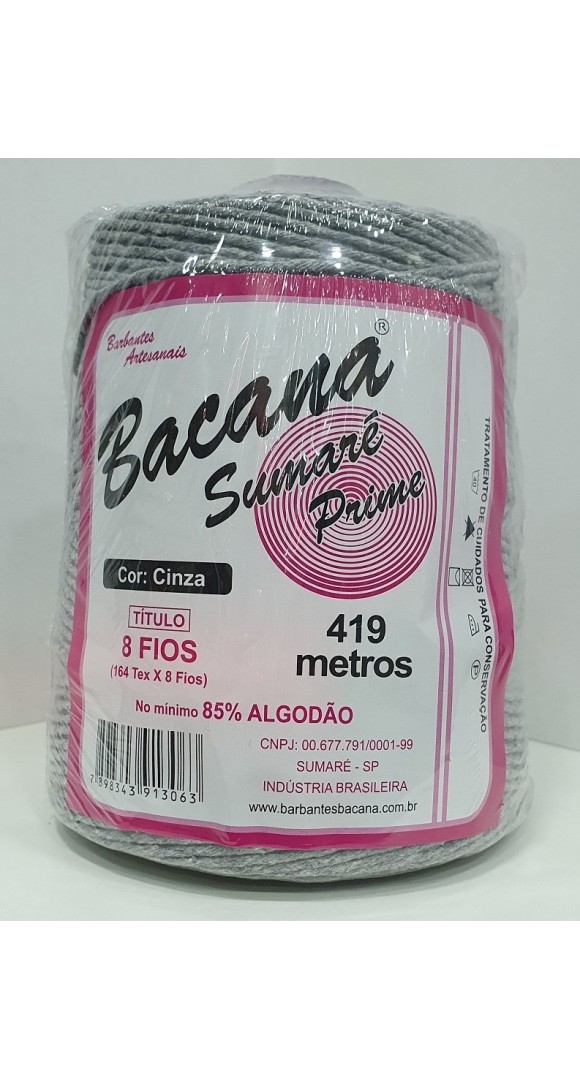 Barbantes
Artesanais
Bacana®
Sumaré
Prime
Cor: Cinza
TÍTULO
8 FIOS
(164 Tex X 8 Fios)
419
metros
No mínimo 85% ALGODÃO
CNPJ: 00.677.791/0001-99
SUMARÉ - SP
INDÚSTRIA BRASILEIRA
www.barbantesbacana.com.br
7 898343 913063
TRATAMENTO DE CUIDADOS PARA CONSERVAÇÃO